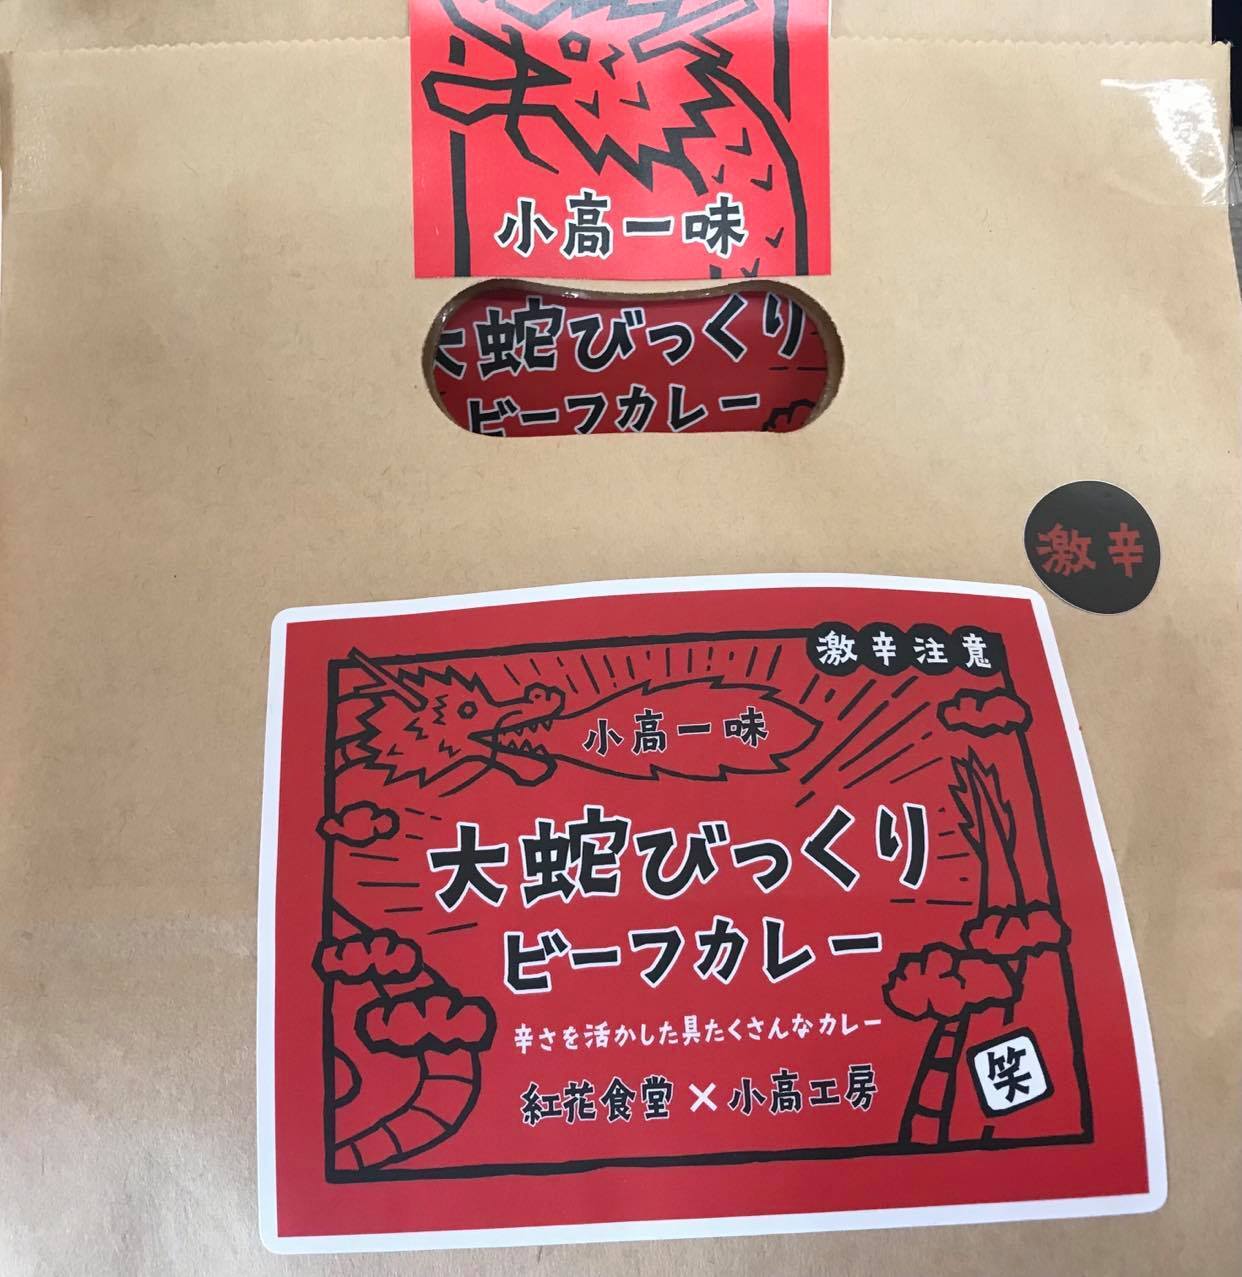 小高一味
大蛇びっくり
ビーフカレー
激辛
激辛注意
小高一味
大蛇びっくり
ビーフカレー
辛さを活かした具たくさんなカレー
紅花食堂×小高工房
笑